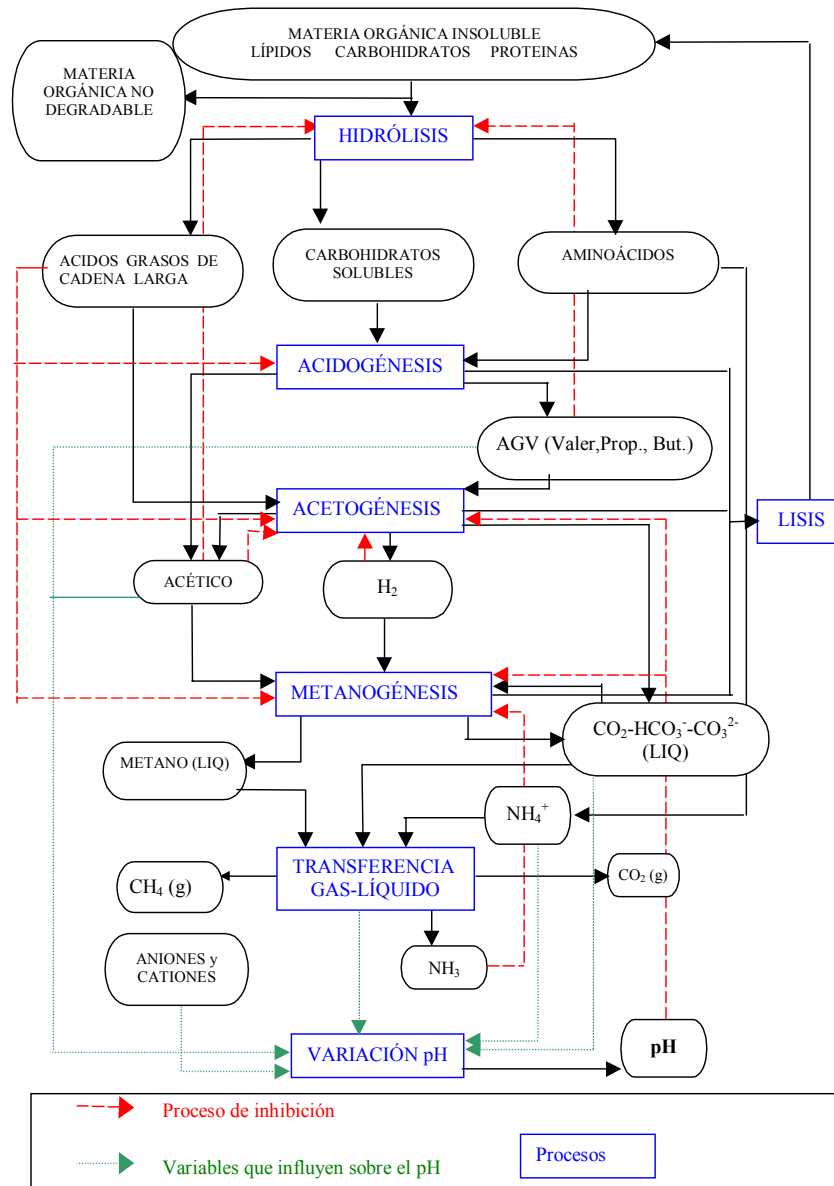 MATERIA ORGÁNICA INSOLUBLE
LÍPIDOS CARBOHIDRATOS PROTEINAS
MATERIA
ORGÁNICA NO
DEGRADABLE
HIDRÓLISIS
ACIDOS GRASOS DE
CADENA LARGA
CARBOHIDRATOS
SOLUBLES
AMINOÁCIDOS
ACIDOGÉNESIS
AGV (Valer,Prop., But.)
ACETOGÉNESIS
LISIS
ACÉTICO
H₂
METANOGÉNESIS
CO₂-HCO₃⁻-CO₃²⁻
(LIQ)
METANO (LIQ)
NH₄⁺
TRANSFERENCIA
GAS-LÍQUIDO
CH₄ (g)
CO₂ (g)
ANIONES y
CATIONES
NH₃
VARIACIÓN pH
pH
Proceso de inhibición
Variables que influyen sobre el pH
Procesos